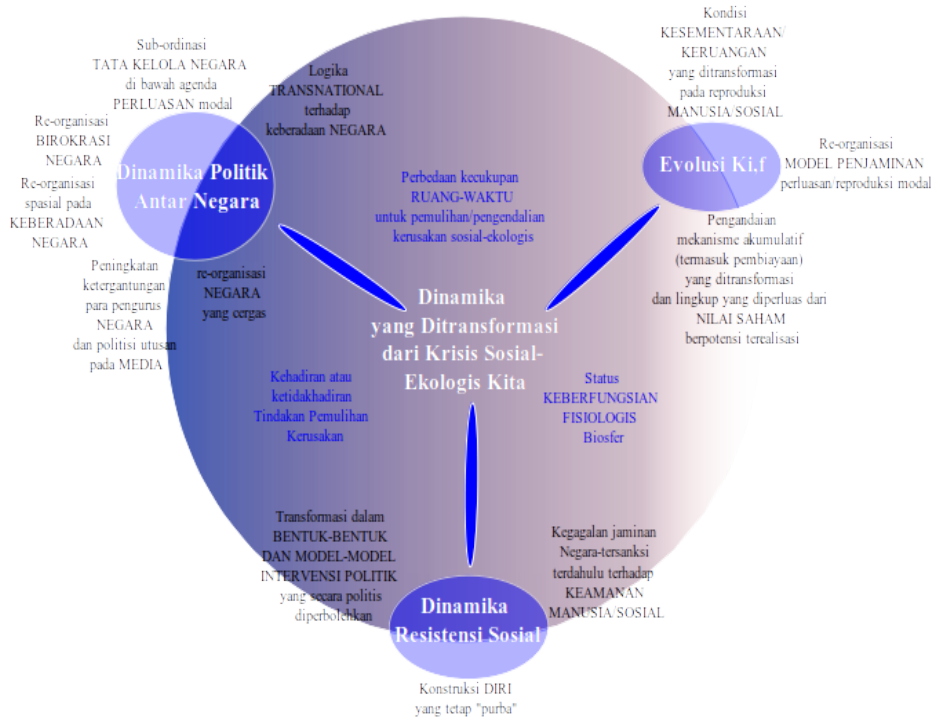 Kondisi
KESEMENTARAAN/
KERUANGAN
yang ditransformasi
pada reproduksi
MANUSIA/SOSIAL
Sub-ordinasi
TATA KELOLA NEGARA
di bawah agenda
PERLUASAN modal
Logika
TRANSNATIONAL
terhadap
keberadaan NEGARA
Re-organisasi
BIROKRASI
NEGARA
Re-organisasi
spasial pada
KEBERADAAN
NEGARA
Dinamika Politik
Antar Negara
Evolusi Ki,f
Re-organisasi
MODEL PENJAMINAN
perluasan/reproduksi modal
Perbedaan kecukupan
RUANG-WAKTU
untuk pemulihan/pengendalian
kerusakan sosial-ekologis
Pengandaian
mekanisme akumulatif
(termasuk pembiayaan)
yang ditransformasi
dan lingkup yang diperluas dari
NILAI SAHAM
berpotensi terealisasi
Peningkatan
ketergantungan
para pengurus
NEGARA
dan politisi utusan
pada MEDIA
re-organisasi
NEGARA
yang cergas
Dinamika
yang Ditransformasi
dari Krisis Sosial-
Ekologis Kita
Kehadiran atau
ketidakhadiran
Tindakan Pemulihan
Kerusakan
Status
KEBERFUNGSIAN
FISIOLOGIS
Biosfer
Transformasi dalam
BENTUK-BENTUK
DAN MODEL-MODEL
INTERVENSI POLITIK
yang secara politis
diperbolehkan
Kegagalan jaminan
Negara-tersanksi
terdahulu terhadap
KEAMANAN
MANUSIA/SOSIAL
Dinamika
Resistensi Sosial
Konstruksi DIRI
yang tetap "purba"